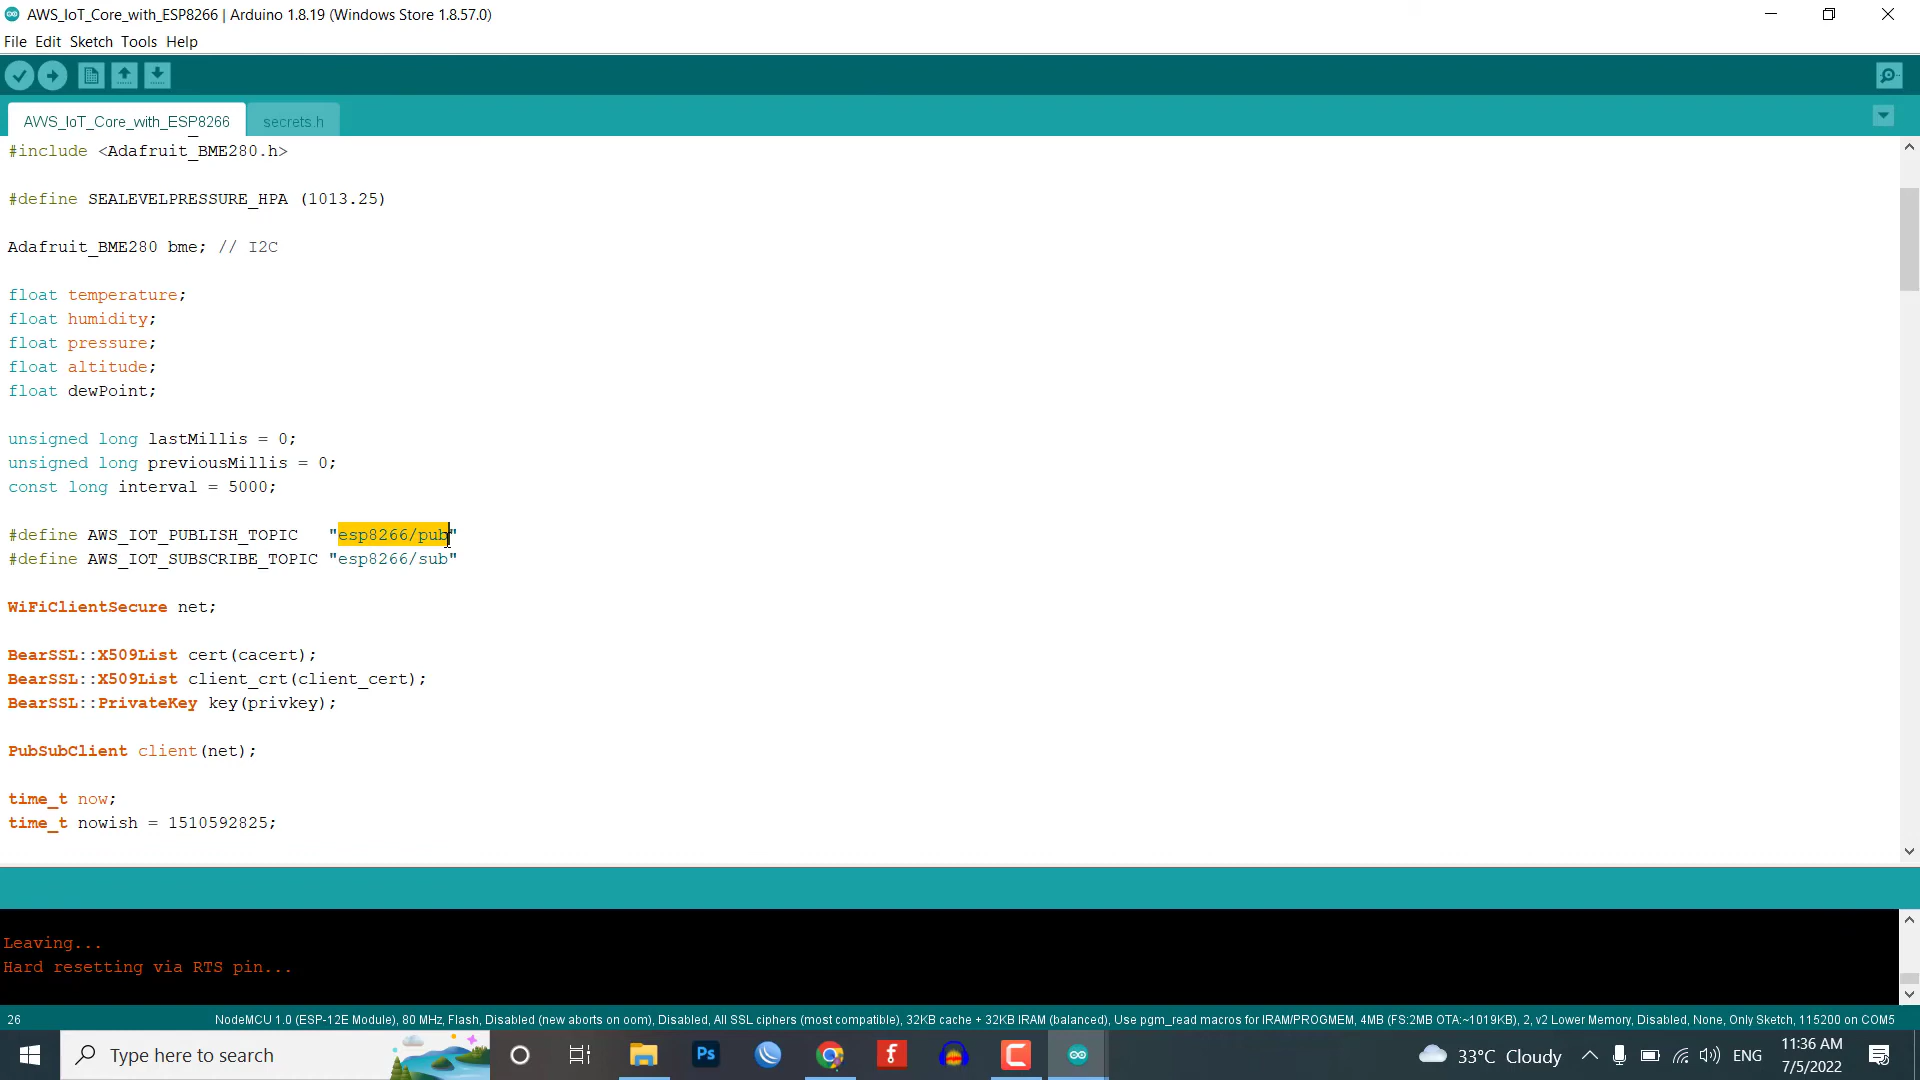 AWS_IoT_Core_with_ESP8266 | Arduino 1.8.19 (Windows Store 1.8.57.0)
File Edit Sketch Tools Help
AWS_IoT_Core_with_ESP8266 secrets.h
#include <Adafruit_BME280.h>
#define SEALEVELPRESSURE_HPA (1013.25)
Adafruit_BME280 bme; // I2C
float temperature;
float humidity;
float pressure;
float altitude;
float dewPoint;
unsigned long lastMillis = 0;
unsigned long previousMillis = 0;
const long interval = 5000;
#define AWS_IOT_PUBLISH_TOPIC   "esp8266/pub"
#define AWS_IOT_SUBSCRIBE_TOPIC "esp8266/sub"
WiFiClientSecure net;
BearSSL::X509List cert(cacert);
BearSSL::X509List client_crt(client_cert);
BearSSL::PrivateKey key(privkey);
PubSubClient client(net);
time_t now;
time_t nowish = 1510592825;
Leaving...
Hard resetting via RTS pin...
26 NodeMCU 1.0 (ESP-12E Module), 80 MHz, Flash, Disabled (new aborts on oom), Disabled, All SSL ciphers (most compatible), 32KB cache + 32KB IRAM (balanced), Use pgm_read macros for IRAM/PROGMEM, 4MB (FS:2MB OTA:~1019KB), 2, v2 Lower Memory, Disabled, None, Only Sketch, 115200 on COM5
Type here to search Ps f 33°C Cloudy ENG 11:36 AM
7/5/2022